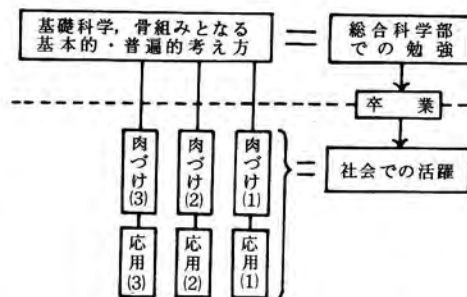 基礎科学，骨組みとなる
基本的・普遍的考え方
＝
総合科学部
での勉強
卒業
肉づけ(3)
肉づけ(2)
肉づけ(1)
＝
社会での活躍
応用(3)
応用(2)
応用(1)